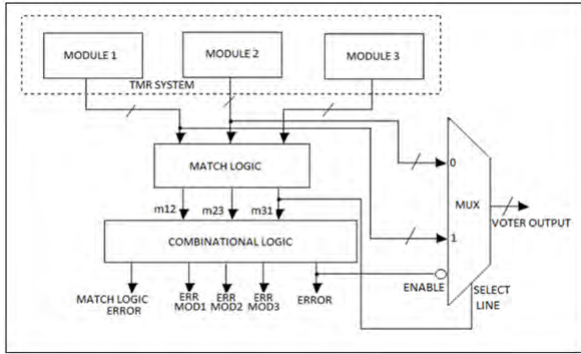 MODULE 1
MODULE 2
MODULE 3
TMR SYSTEM
MATCH LOGIC
0
m12
m23
m31
MUX
VOTER OUTPUT
COMBINATIONAL LOGIC
1
ENABLE
MATCH LOGIC
ERROR
ERR
MOD1
ERR
MOD2
ERR
MOD3
ERROR
SELECT
LINE